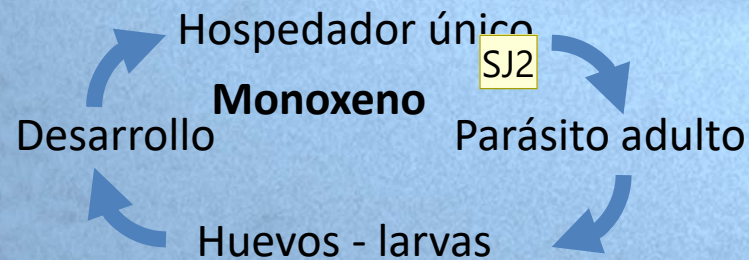 Hospedador único
SJ2
Monoxeno
Desarrollo
Parásito adulto
Huevos - larvas